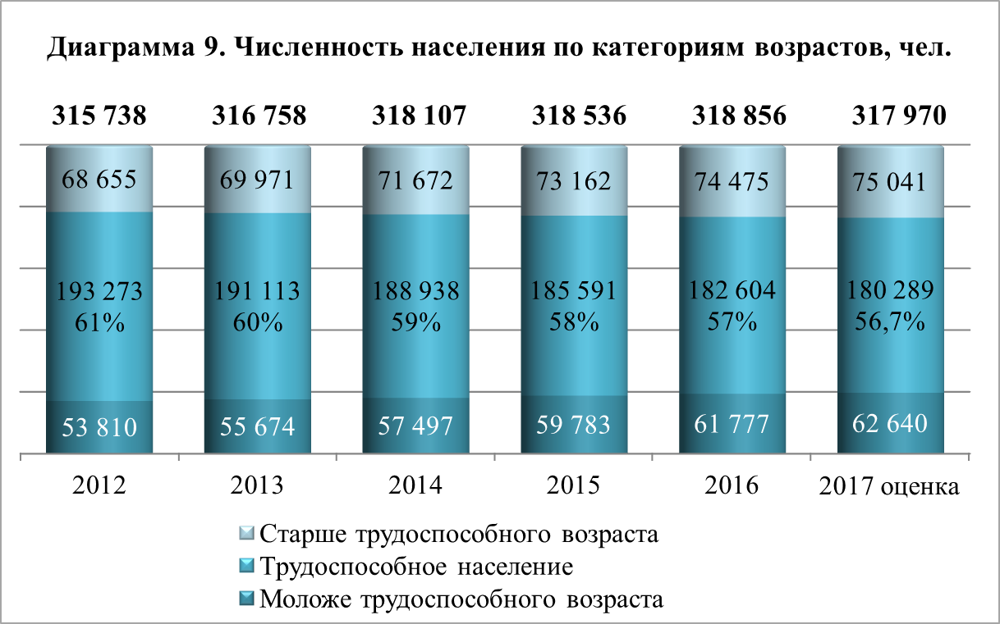 Диаграмма 9. Численность населения по категориям возрастов, чел.
315 738 316 758 318 107 318 536 318 856 317 970
68 655 69 971 71 672 73 162 74 475 75 041
193 273 191 113 188 938 185 591 182 604 180 289
61% 60% 59% 58% 57% 56,7%
53 810 55 674 57 497 59 783 61 777 62 640
2012 2013 2014 2015 2016 2017 оценка
Старше трудоспособного возраста
Трудоспособное население
Моложе трудоспособного возраста